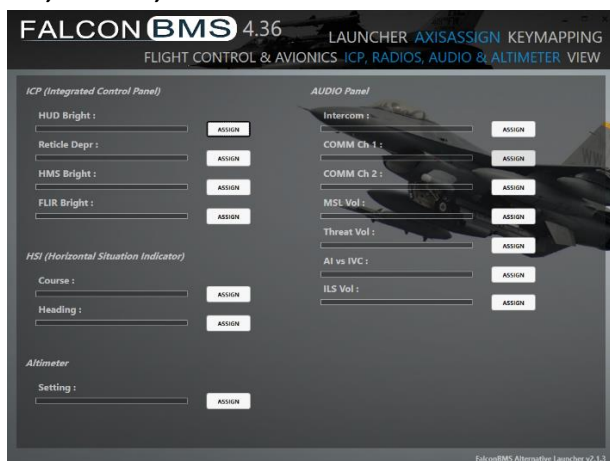 FALCON BMS 4.36
LAUNCHER AXISASSIGN KEYMAPPING
FLIGHT CONTROL & AVIONICS ICP, RADIOS, AUDIO & ALTIMETER VIEW
ICP (Integrated Control Panel)
HUD Bright :
ASSIGN
Reticle Depr :
ASSIGN
HMS Bright :
ASSIGN
FLIR Bright :
ASSIGN
HSI (Horizontal Situation Indicator)
Course :
ASSIGN
Heading :
ASSIGN
Altimeter
Setting :
ASSIGN
AUDIO Panel
Intercom :
ASSIGN
COMM Ch 1 :
ASSIGN
COMM Ch 2 :
ASSIGN
MSL Vol :
ASSIGN
Threat Vol :
ASSIGN
AI vs IVC :
ASSIGN
ILS Vol :
ASSIGN
FalconBMS Alternative Launcher v2.1.3